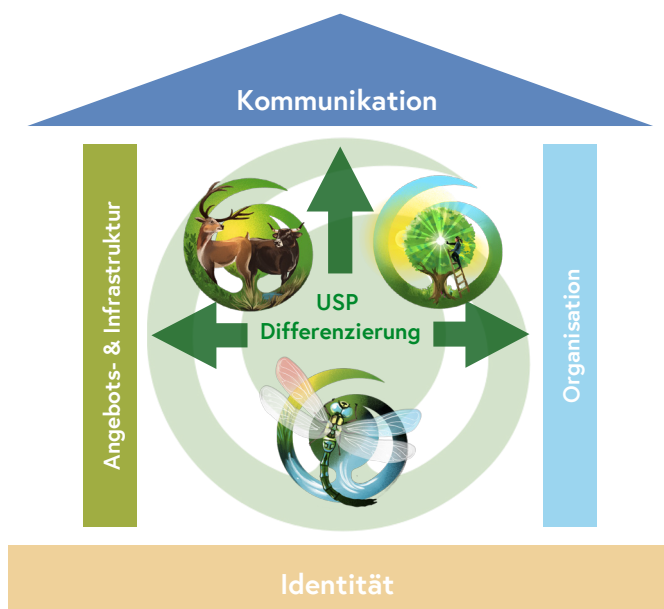 Kommunikation
Angebots- & Infrastruktur
USP
Differenzierung
Organisation
Identität